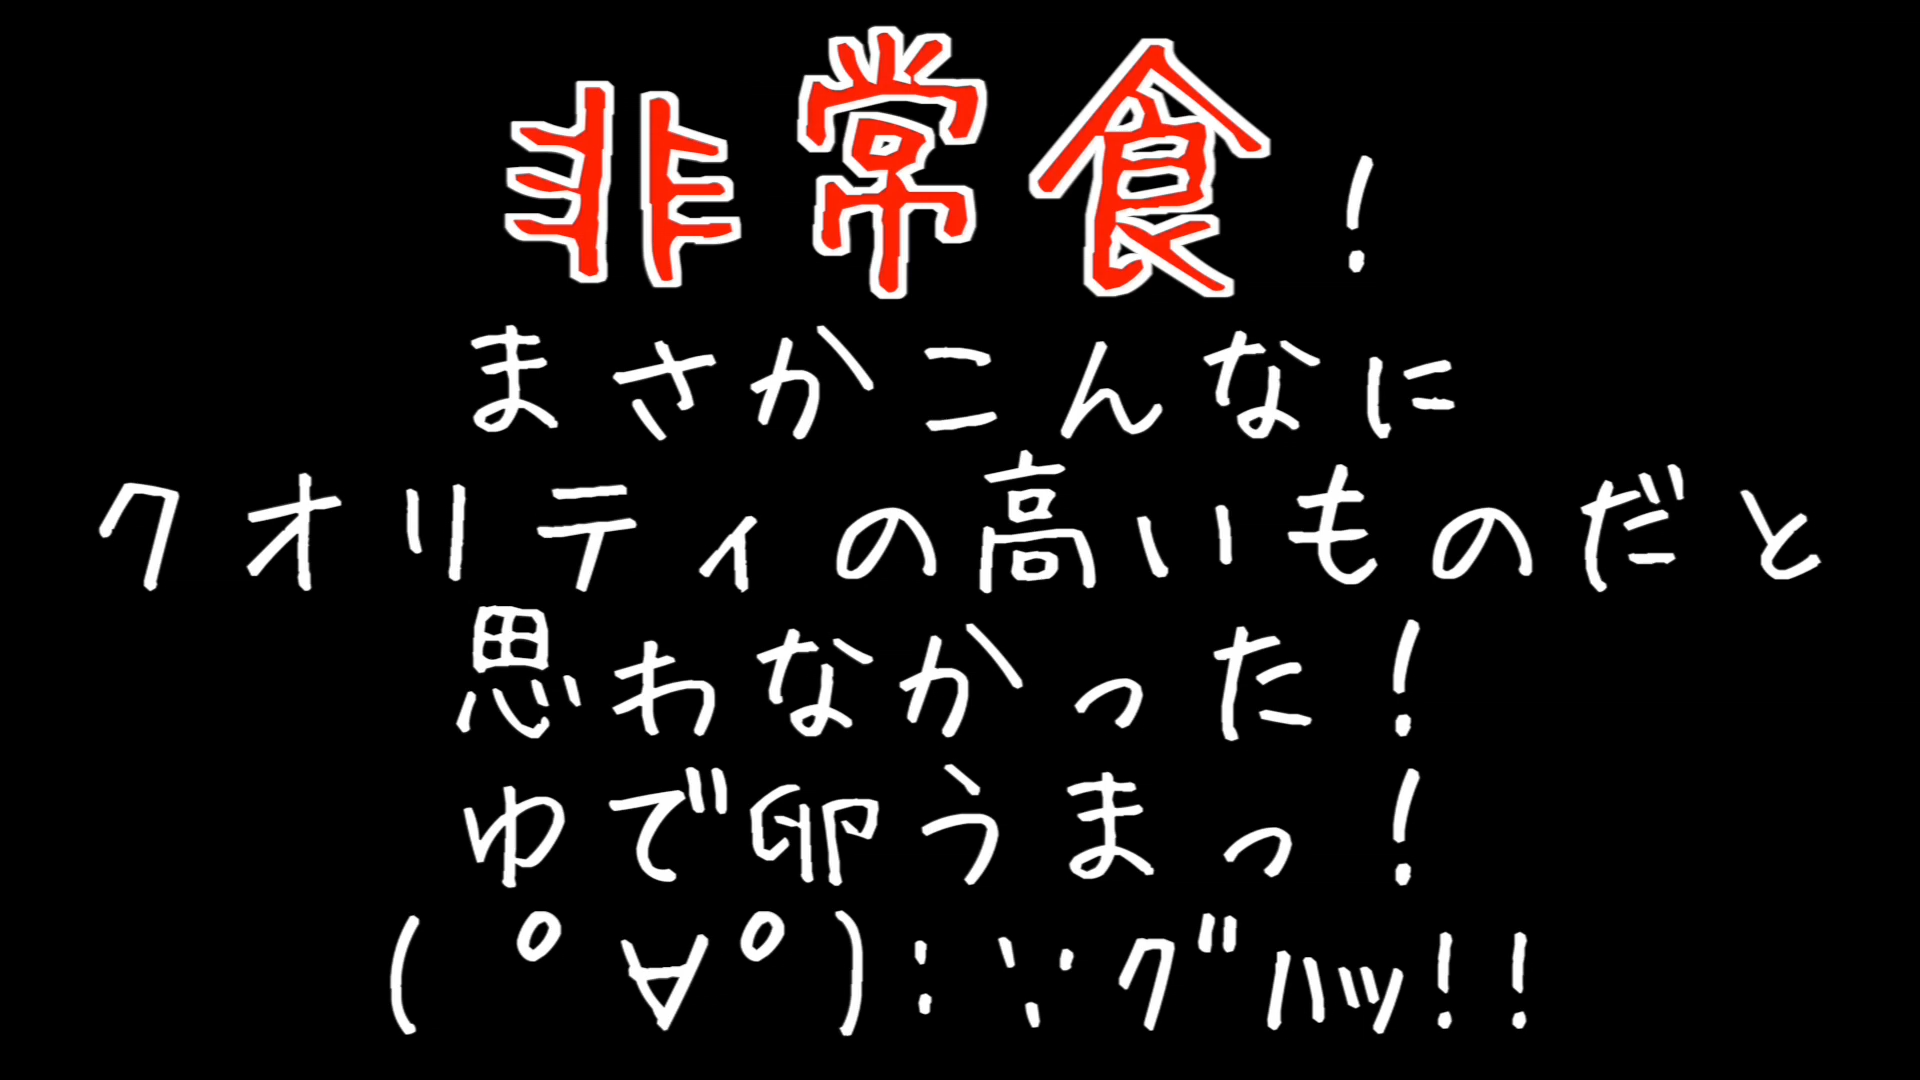 非常食！
まさかこんなに
クオリティの高いものだと
思わなかった！
ゆで卵うまっ！
( ﾟ∀ﾟ):∵ｸﾞﾊｯ!!